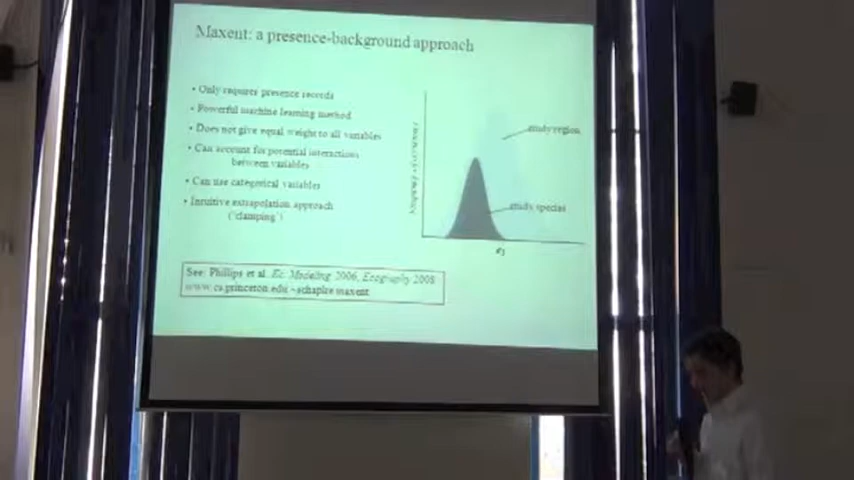 Maxent: a presence-background approach
• Only requires presence records
• Powerful machine learning method
• Does not give equal weight to all variables
• Can account for potential interactions
between variables
• Can use categorical variables
• Intuitive extrapolation approach
('clamping')
study region
study species
e1
See: Phillips et al. Ec. Modeling 2006, Ecography 2008
www.cs.princeton.edu ~schapire maxent